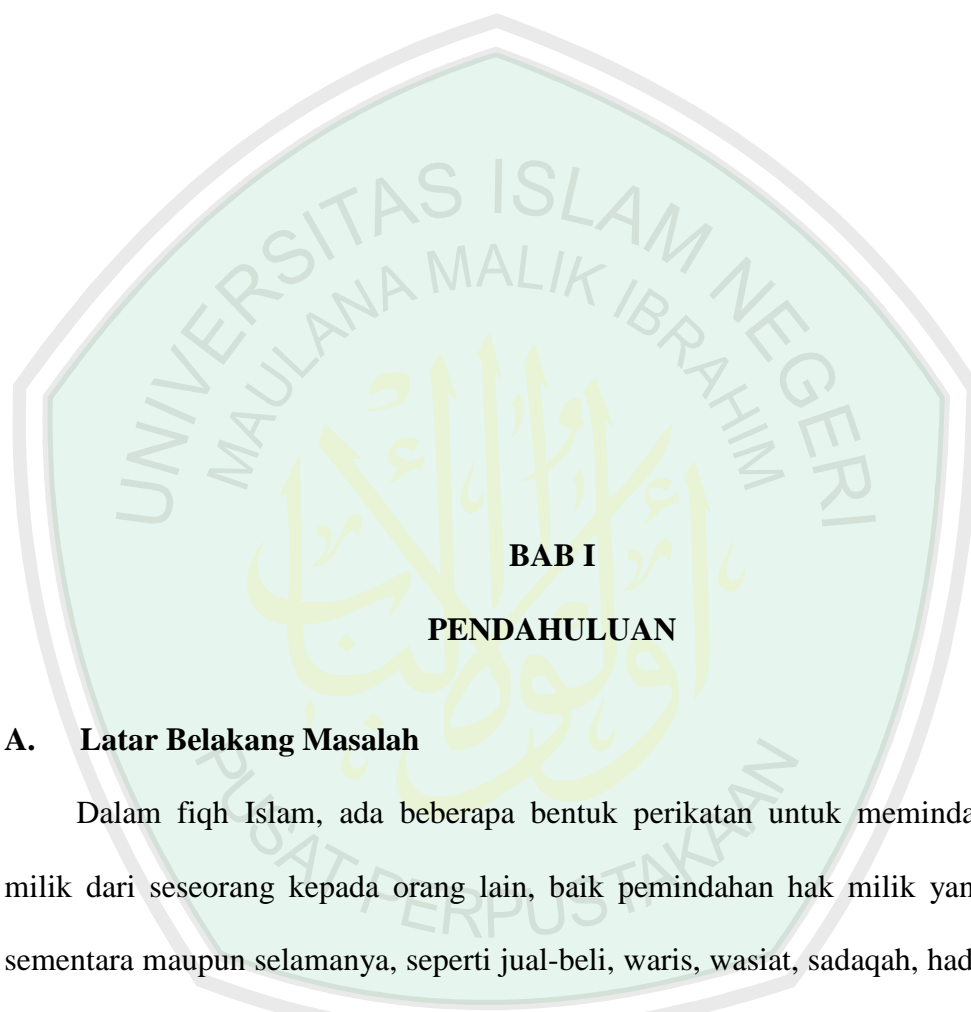 UNIVERSITAS ISLAM NEGERI
MAULANA MALIK IBRAHIM
BAB I
PENDAHULUAN
A. Latar Belakang Masalah
Dalam fiqh Islam, ada beberapa bentuk perikatan untuk meminda
milik dari seseorang kepada orang lain, baik pemindahan hak milik yan
sementara maupun selamanya, seperti jual-beli, waris, wasiat, sadaqah, had
PUSAT PERPUSTAKAAN